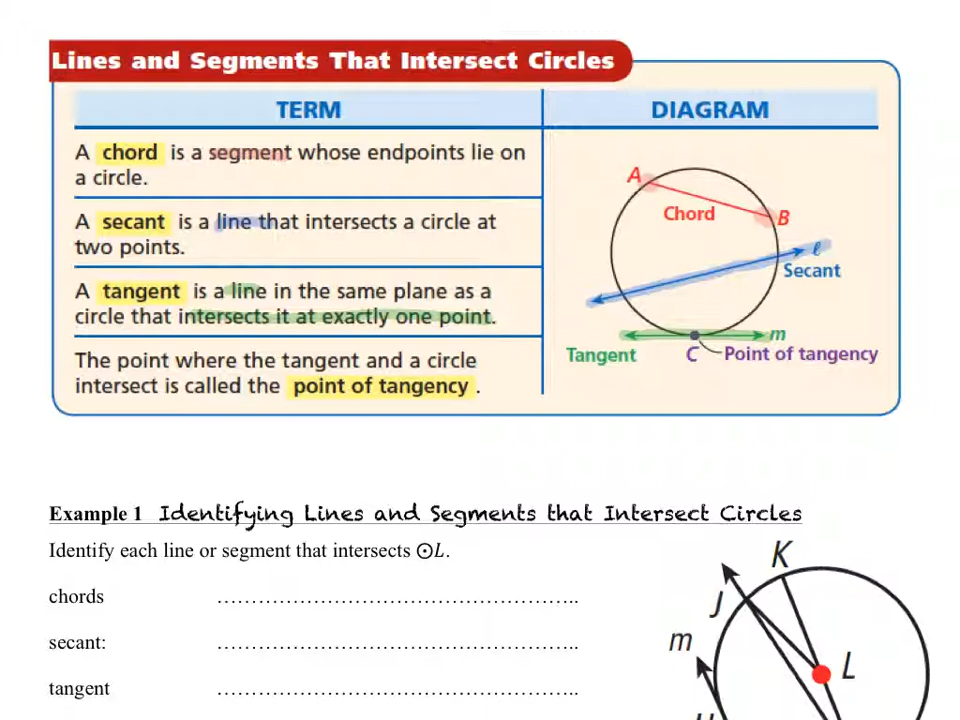 Lines and Segments That Intersect Circles
TERM
DIAGRAM
A chord is a segment whose endpoints lie on
a circle.
A secant is a line that intersects a circle at
two points.
A tangent is a line in the same plane as a
circle that intersects it at exactly one point.
The point where the tangent and a circle
intersect is called the point of tangency.
A
Chord
B
ℓ
Secant
m
Tangent
C
Point of tangency
Example 1 Identifying Lines and Segments that Intersect Circles
Identify each line or segment that intersects ⊙L.
chords ……………………………………………..
secant: ……………………………………………..
tangent ……………………………………………..
K
J
m
L